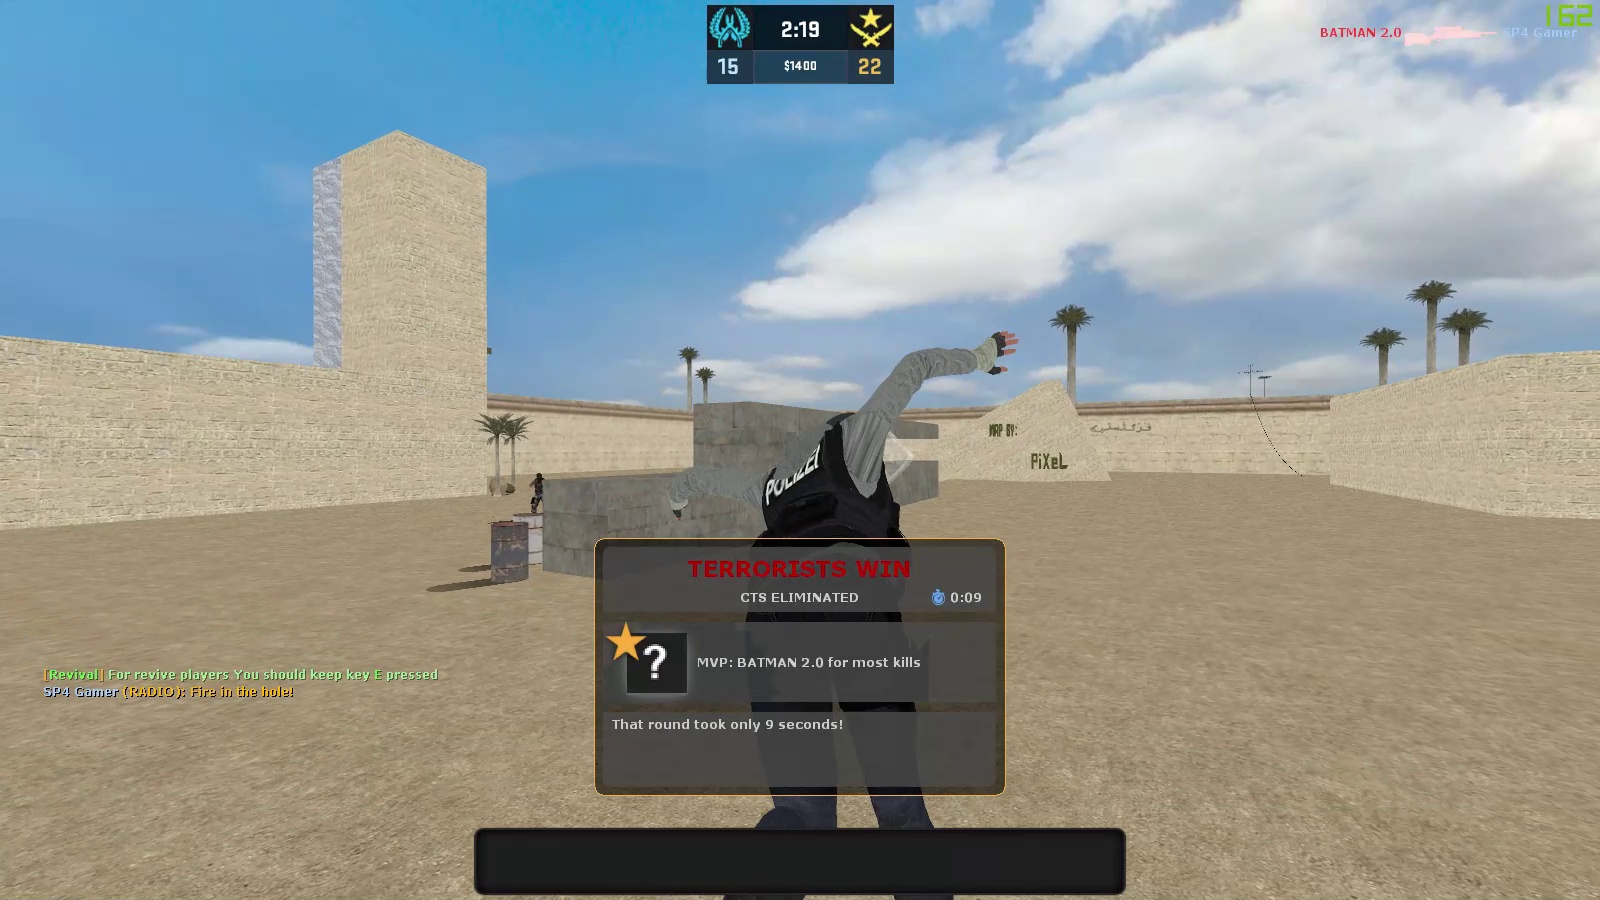 162
2:19
BATMAN 2.0 SP4 Gamer
15 $1400 22
MAP BY:
PiXeL
POLIZEI
TERRORISTS WIN
CTS ELIMINATED 0:09
?
MVP: BATMAN 2.0 for most kills
[Revival] For revive players You should keep key E pressed
SP4 Gamer (RADIO): Fire in the hole!
That round took only 9 seconds!